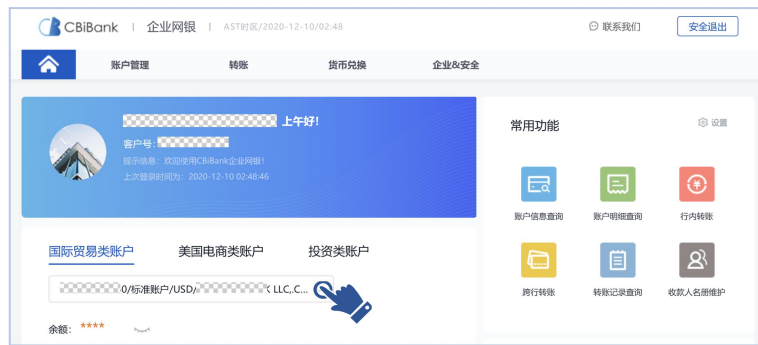 CBiBank | 企业网银 | AST时区/2020-12-10/02:48
联系我们
安全退出
账户管理 转账 货币兑换 企业&安全
上午好！
客户号：
提示信息：欢迎使用CBiBank企业网银！
上次登录时间为：2020-12-10 02:48:46
国际贸易类账户 美国电商类账户 投资类账户
0/标准账户/USD/ LLC,.C...
余额： ****
常用功能
设置
账户信息查询 账户明细查询 行内转账
跨行转账 转账记录查询 收款人名册维护